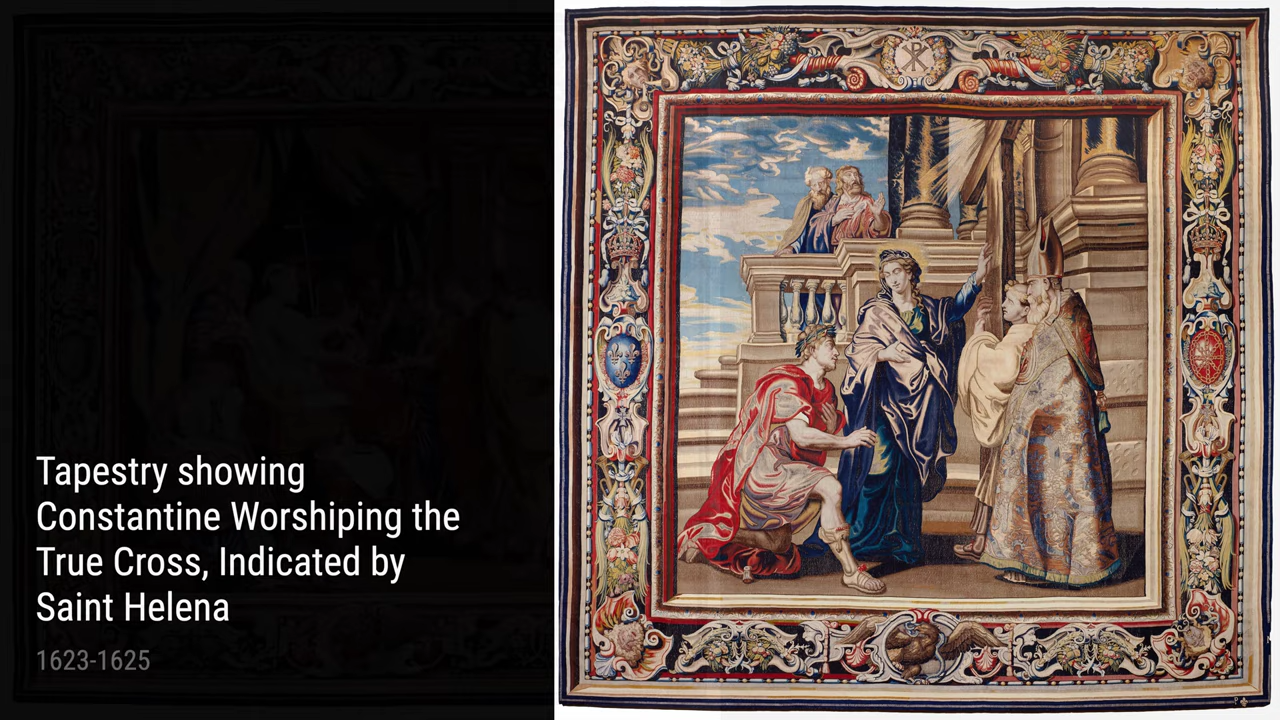 Tapestry showing
Constantine Worshiping the
True Cross, Indicated by
Saint Helena
1623-1625